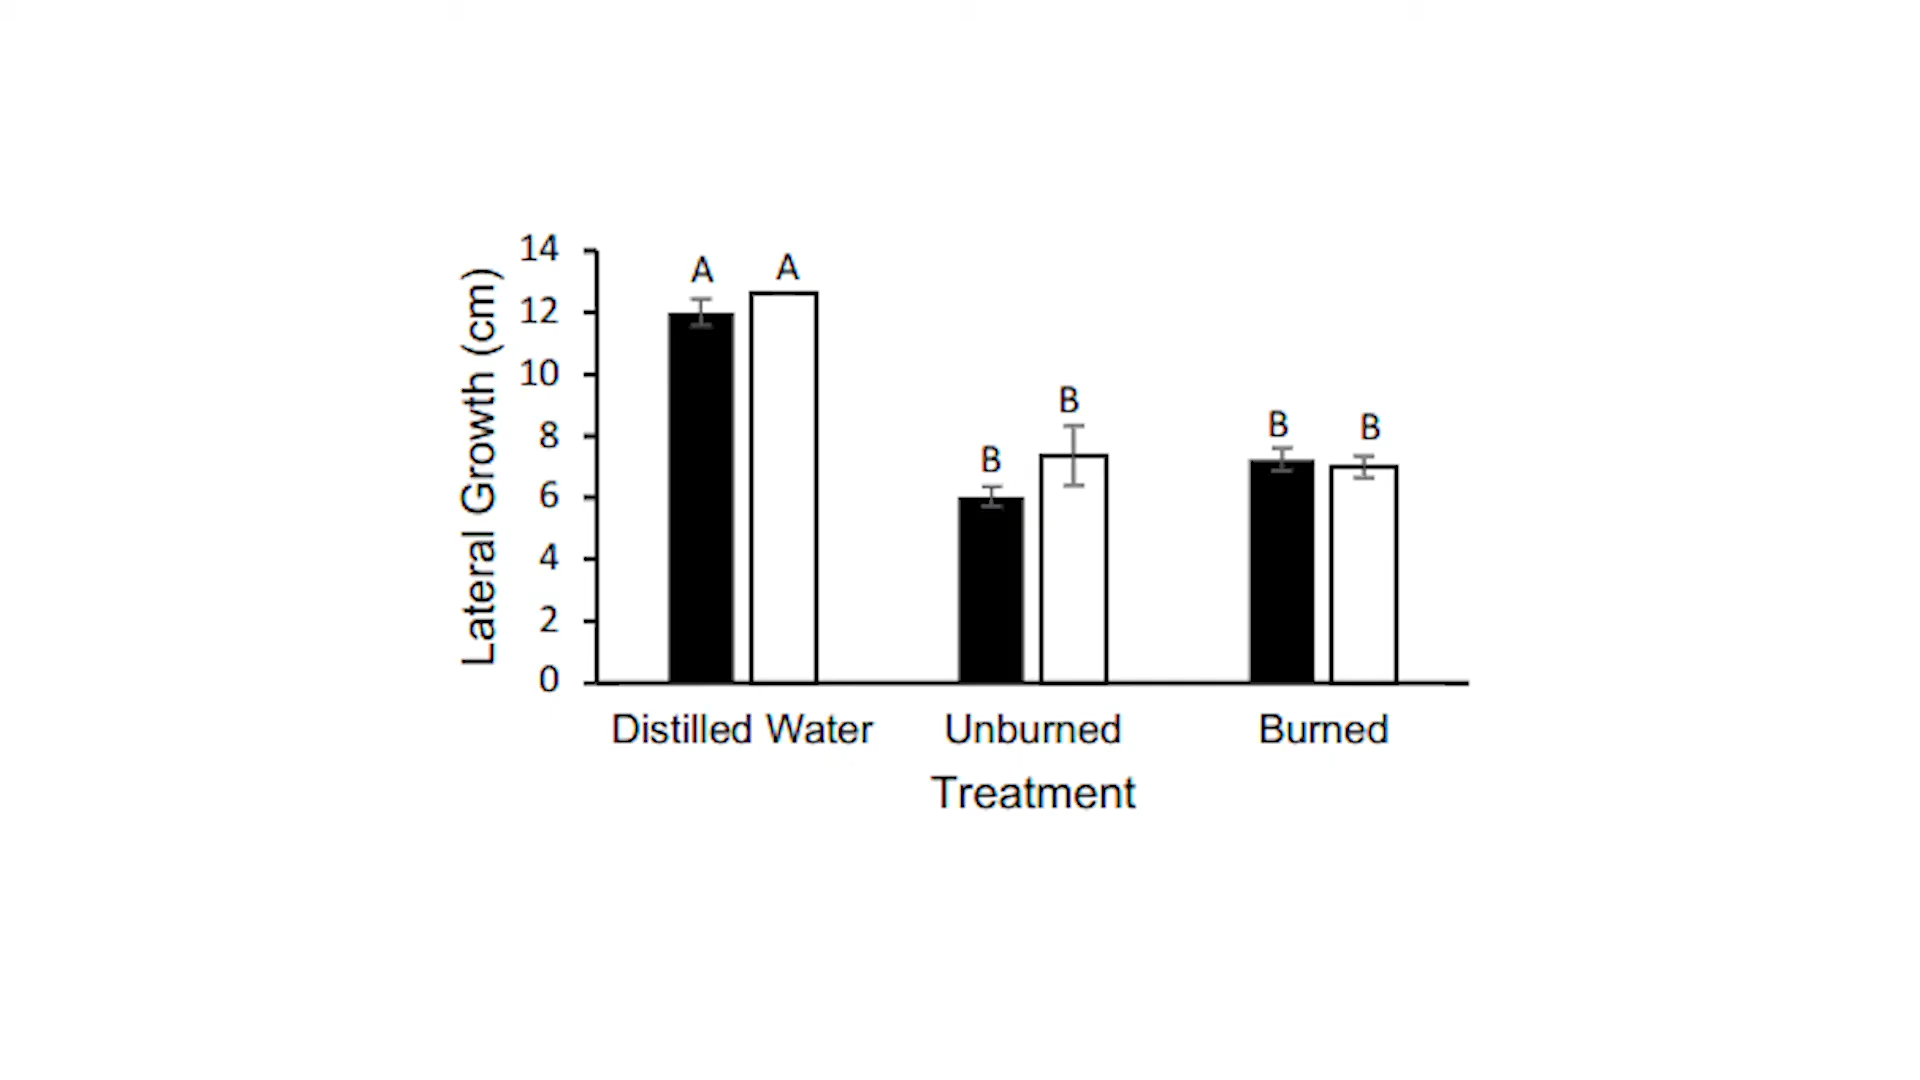 Lateral Growth (cm)
14
12
10
8
6
4
2
0
A A
B B
B B
Distilled Water Unburned Burned
Treatment